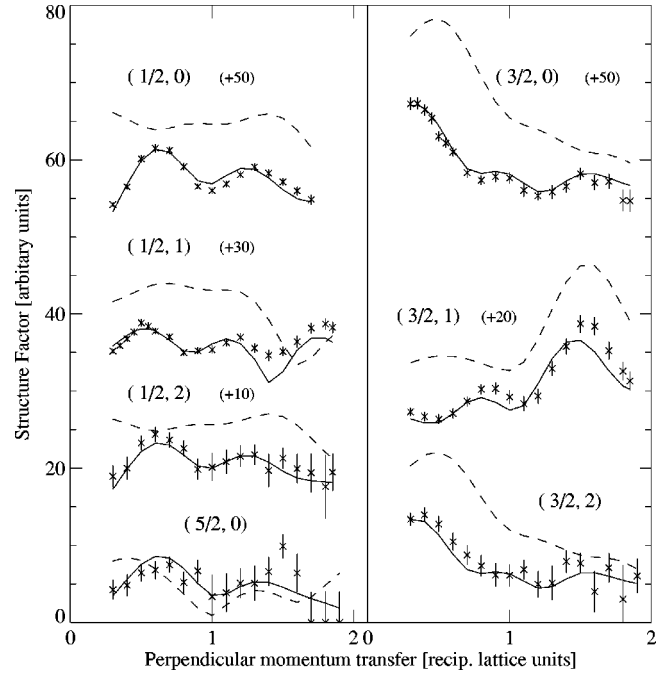 80
60
40
20
0
Structure Factor [arbitary units]
( 1/2, 0) (+50)
( 1/2, 1) (+30)
( 1/2, 2) (+10)
( 5/2, 0)
( 3/2, 0) (+50)
( 3/2, 1) (+20)
( 3/2, 2)
0 1 2 0 1 2
Perpendicular momentum transfer [recip. lattice units]